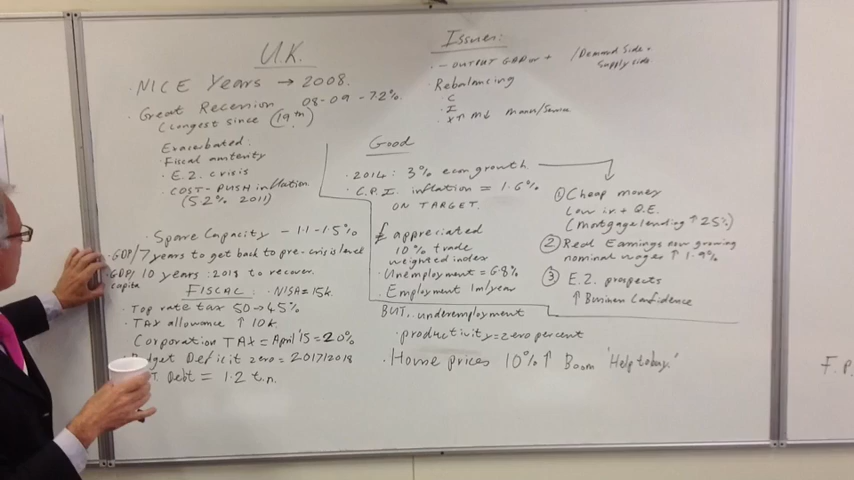 U.K.
· NICE Years → 2008.
· Great Recession 08-09 -7.2%.
(longest since (19th)
Exacerbated:
· Fiscal austerity
· E.Z. crisis
· COST-PUSH inflation
(5.2% 2011)
· Spare Capacity - 1.1-1.5%
· GDP/7 years to get back to pre-crisis level
· GDP/ 10 years : 2018 to recover.
capita
FISCAL: · NISA = 15k.
· Top rate tax 50→45%
· TAX allowance ↑ 10k.
Corporation TAX = April '15 = 20%
Budget Deficit zero = 2017/2018
Debt = 1.2 t.n.
Issues:
· - OUTPUT GAP or + /Demand side.
Supply side
· Rebalancing
· C
· I
· X↑ M↓ Manu/Service
Good
· 2014: 3% econ growth
· C.P.I. inflation = 1.6%
ON TARGET.
£ appreciated
10% trade
weighted index
· Unemployment = 6.8%
· Employment 1m/year
① Cheap money
Low i.r. + Q.E.
(mortgage lending ↑ 25%)
② Real Earnings now growing
nominal wages ↑ 1.9%
③ E.Z. prospects
↑ Business Confidence
BUT.. underemployment
· productivity = zero percent
· House prices 10% ↑ Boom 'Help to buy.'
F.P